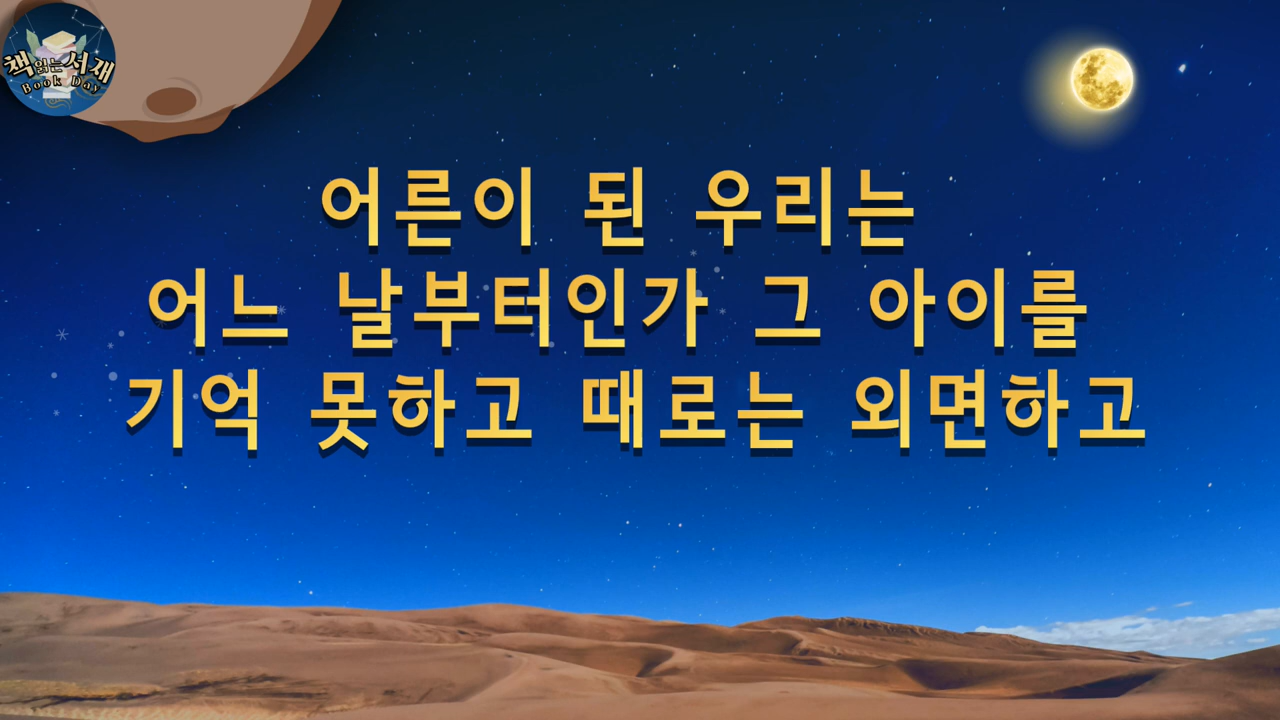 책 읽는 서재
Book Day
어른이 된 우리는
어느 날부터인가 그 아이를
기억 못하고 때로는 외면하고